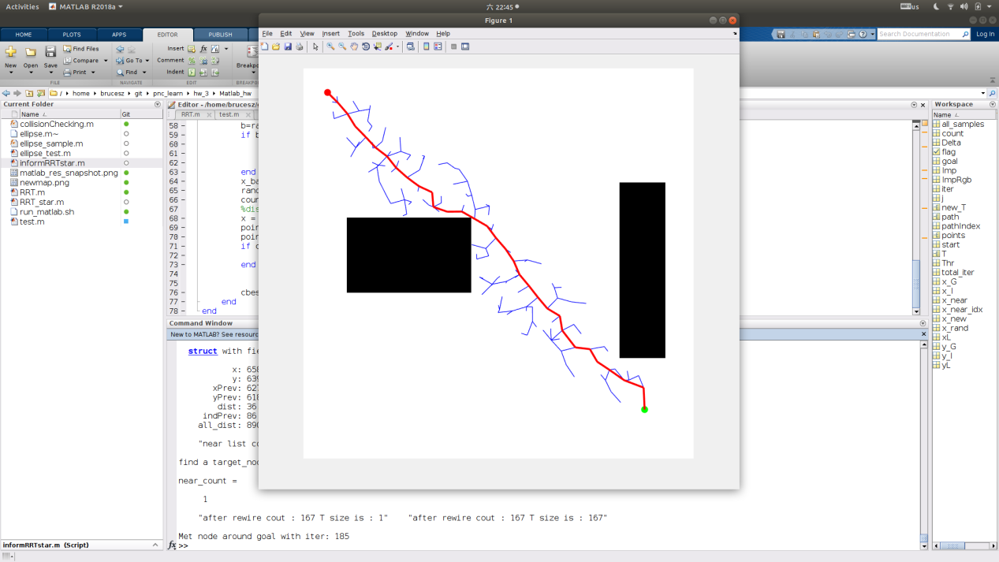 Activities MATLAB R2018a 六 22:45 us
Figure 1
HOME PLOTS APPS EDITOR PUBLISH Search Documentation Log In
File Edit View Insert Tools Desktop Window Help
New Open Save Find Files Compare Print Go To Find Insert Comment Indent fx Breakpo
FILE NAVIGATE EDIT BREAKPO
/ home brucesz git pnc_learn hw_3 Matlab_hw
Current Folder
Name Git
collisionChecking.m
ellipse.m~
ellipse_sample.m
ellipse_test.m
informRRTstar.m
matlab_res_snapshot.png
newmap.png
RRT.m
RRT_star.m
run_matlab.sh
test.m
informRRTstar.m (Script)
Editor - /home/brucesz/g
RRT.m test.m
58 b=ra
59 if b
60
61
62
63 end
64 x_ba
65 rand
66 cour
67 %dis
68 x =
69 poin
70 poin
71 if c
72
73 end
74
75
76 cbes
77 end
78 end
Command Window
New to MATLAB? See resourc
struct with fie
x: 658
y: 639
xPrev: 627
yPrev: 618
dist: 36
indPrev: 86
all_dist: 890
"near list co
find a target_nod
near_count =
1
"after rewire cout : 167 T size is : 1" "after rewire cout : 167 T size is : 167"
Met node around goal with iter: 185
fx >>
Workspace
Name
all_samples
count
Delta
flag
goal
Imp
ImpRgb
iter
j
new_T
path
pathIndex
points
start
T
Thr
total_iter
x_G
x_I
x_near
x_near_idx
x_new
x_rand
xL
y_G
y_I
yL